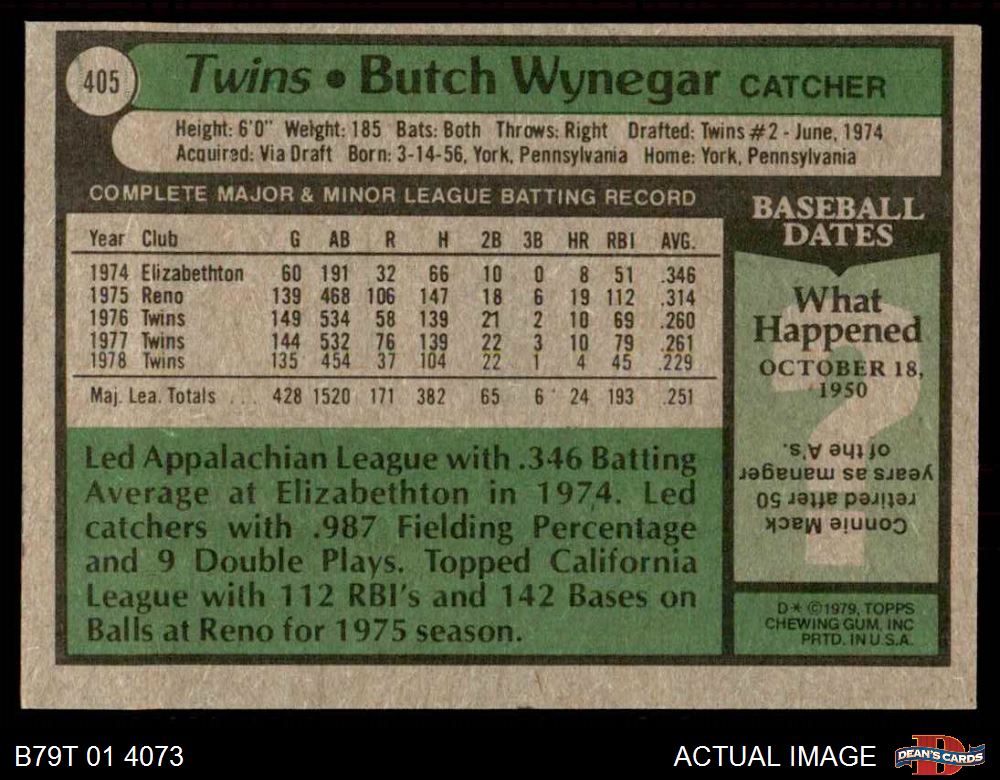 405
Twins • Butch Wynegar CATCHER
Height: 6'0" Weight: 185 Bats: Both Throws: Right Drafted: Twins #2 - June, 1974
Acquired: Via Draft Born: 3-14-56, York, Pennsylvania Home: York, Pennsylvania
COMPLETE MAJOR & MINOR LEAGUE BATTING RECORD
Year Club G AB R H 2B 3B HR RBI AVG.
1974 Elizabethton 60 191 32 66 10 0 8 51 .346
1975 Reno 139 468 106 147 18 6 19 112 .314
1976 Twins 149 534 58 139 21 2 10 69 .260
1977 Twins 144 532 76 139 22 3 10 79 .261
1978 Twins 135 454 37 104 22 1 4 45 .229
Maj. Lea. Totals ... 428 1520 171 382 65 6 24 193 .251
Led Appalachian League with .346 Batting
Average at Elizabethton in 1974. Led
catchers with .987 Fielding Percentage
and 9 Double Plays. Topped California
League with 112 RBI's and 142 Bases on
Balls at Reno for 1975 season.
BASEBALL
DATES
What
Happened
OCTOBER 18,
1950
Connie Mack
retired after 50
years as manager
of the A's.
D* ©1979, TOPPS
CHEWING GUM, INC
PRTD. IN U.S.A.
B79T 01 4073
ACTUAL IMAGE
DEAN'S CARDS